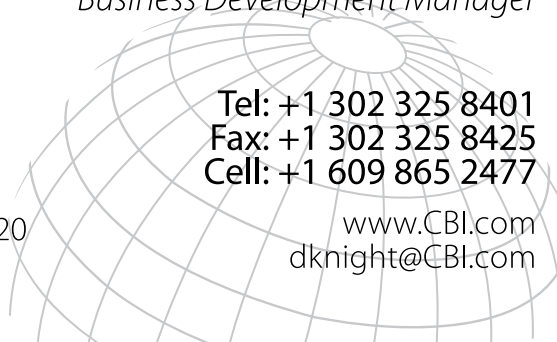 Business Development Manager
Tel: +1 302 325 8401
Fax: +1 302 325 8425
Cell: +1 609 865 2477
20
www.CBI.com
dknight@CBI.com